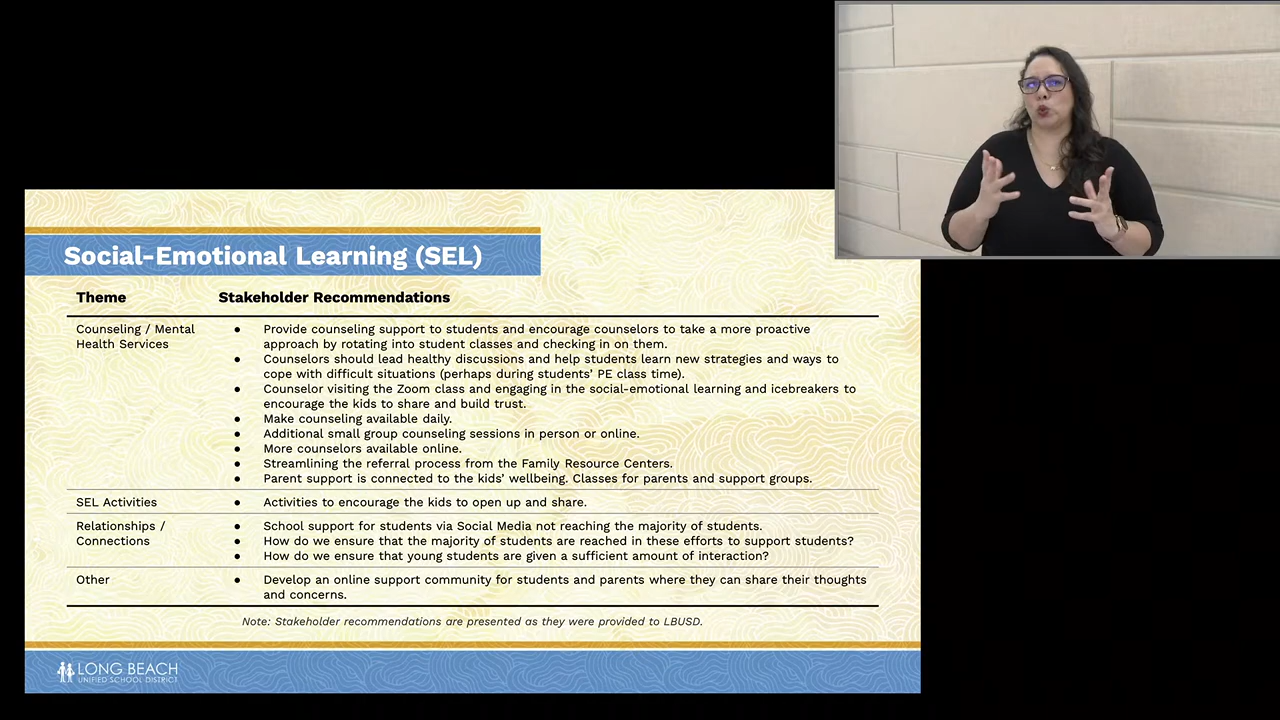 Social-Emotional Learning (SEL)
Theme
Stakeholder Recommendations
Counseling / Mental
Health Services
● Provide counseling support to students and encourage counselors to take a more proactive
approach by rotating into student classes and checking in on them.
● Counselors should lead healthy discussions and help students learn new strategies and ways to
cope with difficult situations (perhaps during students’ PE class time).
● Counselor visiting the Zoom class and engaging in the social-emotional learning and icebreakers to
encourage the kids to share and build trust.
● Make counseling available daily.
● Additional small group counseling sessions in person or online.
● More counselors available online.
● Streamlining the referral process from the Family Resource Centers.
● Parent support is connected to the kids’ wellbeing. Classes for parents and support groups.
SEL Activities
● Activities to encourage the kids to open up and share.
Relationships /
Connections
● School support for students via Social Media not reaching the majority of students.
● How do we ensure that the majority of students are reached in these efforts to support students?
● How do we ensure that young students are given a sufficient amount of interaction?
Other
● Develop an online support community for students and parents where they can share their thoughts
and concerns.
Note: Stakeholder recommendations are presented as they were provided to LBUSD.
LONG BEACH
UNIFIED SCHOOL DISTRICT